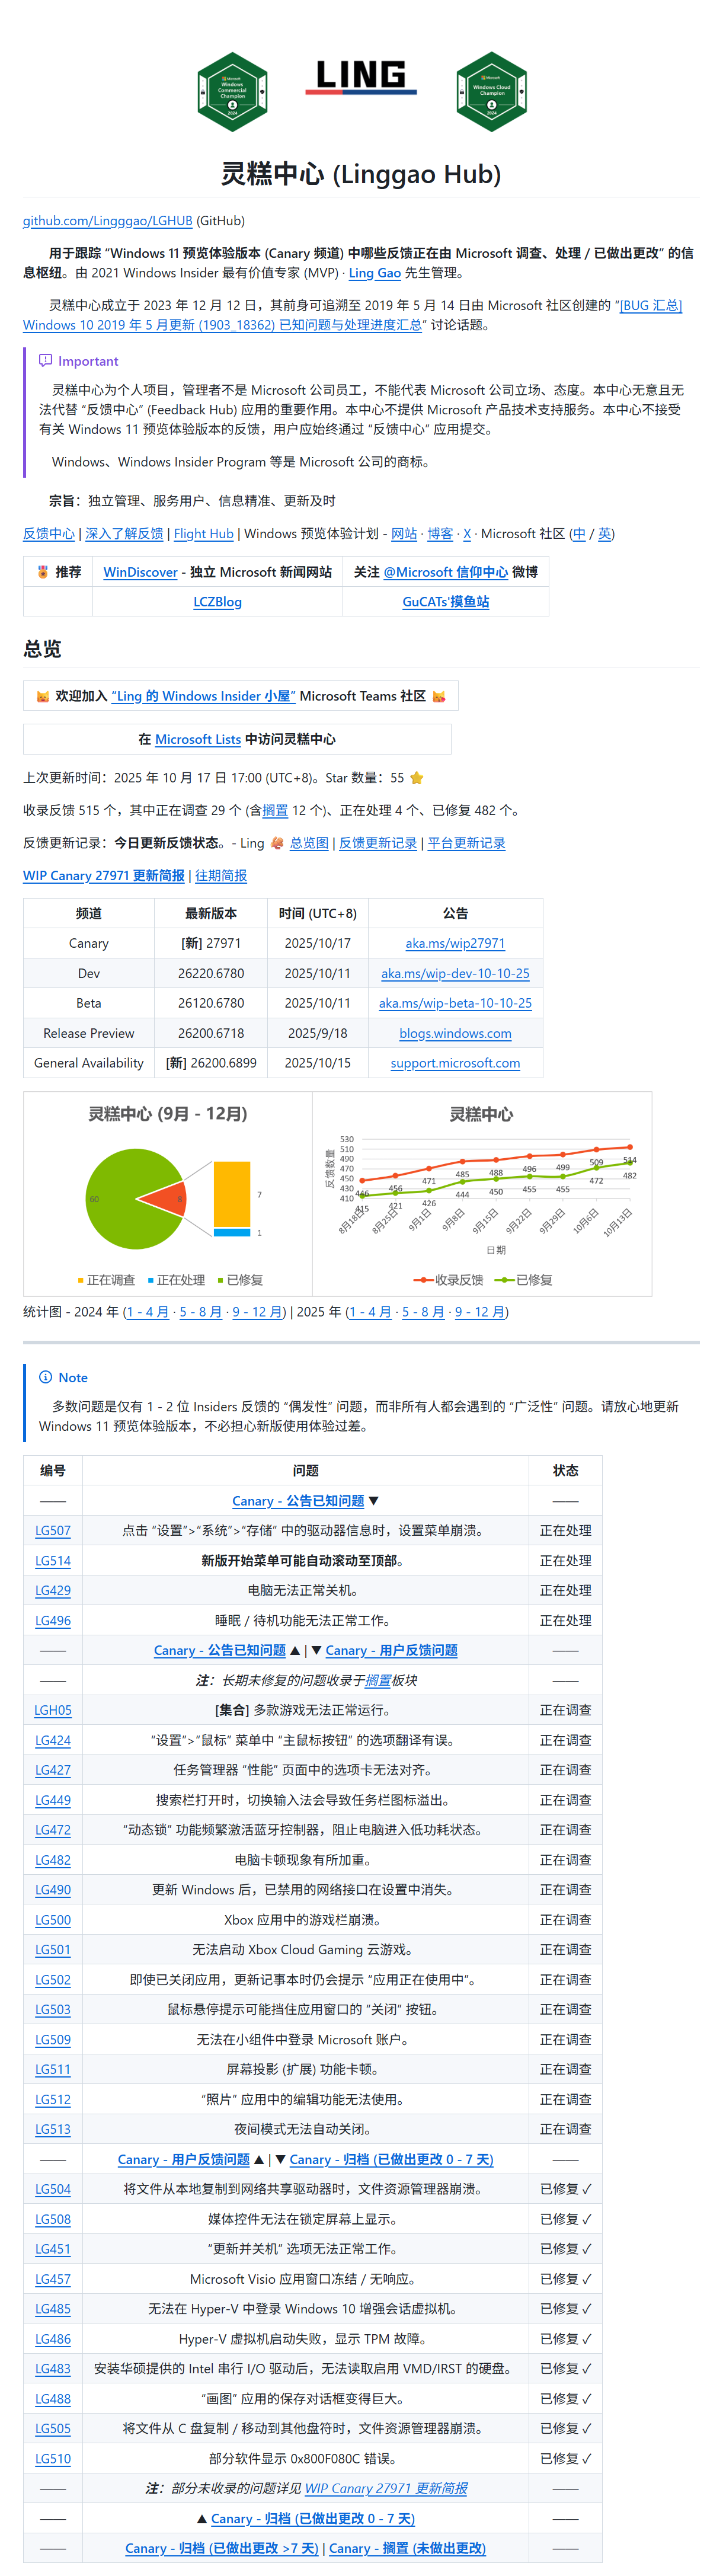 Microsoft
Windows
Commercial
Champion
2024
LING
Microsoft
Windows Cloud
Champion
2024
灵糕中心 (Linggao Hub)
github.com/Lingggao/LGHUB (GitHub)
用于跟踪 “Windows 11 预览体验版本 (Canary 频道) 中哪些反馈正在由 Microsoft 调查、处理 / 已做出更改” 的信
息枢纽。由 2021 Windows Insider 最有价值专家 (MVP) · Ling Gao 先生管理。
灵糕中心成立于 2023 年 12 月 12 日，其前身可追溯至 2019 年 5 月 14 日由 Microsoft 社区创建的 “[BUG 汇总]
Windows 10 2019 年 5 月更新 (1903_18362) 已知问题与处理进度汇总” 讨论话题。
Important
灵糕中心为个人项目，管理者不是 Microsoft 公司员工，不能代表 Microsoft 公司立场、态度。本中心无意且无
法代替 “反馈中心” (Feedback Hub) 应用的重要作用。本中心不提供 Microsoft 产品技术支持服务。本中心不接受
有关 Windows 11 预览体验版本的反馈，用户应始终通过 “反馈中心” 应用提交。
Windows、Windows Insider Program 等是 Microsoft 公司的商标。
宗旨：独立管理、服务用户、信息精准、更新及时
反馈中心 | 深入了解反馈 | Flight Hub | Windows 预览体验计划 - 网站 · 博客 · X · Microsoft 社区 (中 / 英)
🏅 推荐 WinDiscover - 独立 Microsoft 新闻网站 关注 @Microsoft 信仰中心 微博
LCZBlog GuCATs'摸鱼站
总览
欢迎加入 “Ling 的 Windows Insider 小屋” Microsoft Teams 社区
在 Microsoft Lists 中访问灵糕中心
上次更新时间：2025 年 10 月 17 日 17:00 (UTC+8)。Star 数量：55 ⭐
收录反馈 515 个，其中正在调查 29 个 (含搁置 12 个)、正在处理 4 个、已修复 482 个。
反馈更新记录：今日更新反馈状态。- Ling 总览图 | 反馈更新记录 | 平台更新记录
WIP Canary 27971 更新简报 | 往期简报
频道 最新版本 时间 (UTC+8) 公告
Canary [新] 27971 2025/10/17 aka.ms/wip27971
Dev 26220.6780 2025/10/11 aka.ms/wip-dev-10-10-25
Beta 26120.6780 2025/10/11 aka.ms/wip-beta-10-10-25
Release Preview 26200.6718 2025/9/18 blogs.windows.com
General Availability [新] 26200.6899 2025/10/15 support.microsoft.com
灵糕中心 (9月 - 12月)
60
8
7
1
正在调查 正在处理 已修复
灵糕中心
反馈数量
530
510
490
470
450
430
410
446 456 471 485 488 496 499 509 514
415 421 426 444 450 455 455 472 482
8月18日 8月25日 9月1日 9月8日 9月15日 9月22日 9月29日 10月6日 10月13日
日期
收录反馈 已修复
统计图 - 2024 年 (1 - 4 月 · 5 - 8 月 · 9 - 12 月) | 2025 年 (1 - 4 月 · 5 - 8 月 · 9 - 12 月)
Note
多数问题是仅有 1 - 2 位 Insiders 反馈的 “偶发性” 问题，而非所有人都会遇到的 “广泛性” 问题。请放心地更新
Windows 11 预览体验版本，不必担心新版使用体验过差。
编号 问题 状态
—— Canary - 公告已知问题 ▼ ——
LG507 点击 “设置”>“系统”>“存储” 中的驱动器信息时，设置菜单崩溃。 正在处理
LG514 新版开始菜单可能自动滚动至顶部。 正在处理
LG429 电脑无法正常关机。 正在处理
LG496 睡眠 / 待机功能无法正常工作。 正在处理
—— Canary - 公告已知问题 ▲ | ▼ Canary - 用户反馈问题 ——
—— 注：长期未修复的问题收录于搁置板块 ——
LGH05 [集合] 多款游戏无法正常运行。 正在调查
LG424 “设置”>“鼠标” 菜单中 “主鼠标按钮” 的选项翻译有误。 正在调查
LG427 任务管理器 “性能” 页面中的选项卡无法对齐。 正在调查
LG449 搜索栏打开时，切换输入法会导致任务栏图标溢出。 正在调查
LG472 “动态锁” 功能频繁激活蓝牙控制器，阻止电脑进入低功耗状态。 正在调查
LG482 电脑卡顿现象有所加重。 正在调查
LG490 更新 Windows 后，已禁用的网络接口在设置中消失。 正在调查
LG500 Xbox 应用中的游戏栏崩溃。 正在调查
LG501 无法启动 Xbox Cloud Gaming 云游戏。 正在调查
LG502 即使已关闭应用，更新记事本时仍会提示 “应用正在使用中”。 正在调查
LG503 鼠标悬停提示可能挡住应用窗口的 “关闭” 按钮。 正在调查
LG509 无法在小组件中登录 Microsoft 账户。 正在调查
LG511 屏幕投影 (扩展) 功能卡顿。 正在调查
LG512 “照片” 应用中的编辑功能无法使用。 正在调查
LG513 夜间模式无法自动关闭。 正在调查
—— Canary - 用户反馈问题 ▲ | ▼ Canary - 归档 (已做出更改 0 - 7 天) ——
LG504 将文件从本地复制到网络共享驱动器时，文件资源管理器崩溃。 已修复 ✓
LG508 媒体控件无法在锁定屏幕上显示。 已修复 ✓
LG451 “更新并关机” 选项无法正常工作。 已修复 ✓
LG457 Microsoft Visio 应用窗口冻结 / 无响应。 已修复 ✓
LG485 无法在 Hyper-V 中登录 Windows 10 增强会话虚拟机。 已修复 ✓
LG486 Hyper-V 虚拟机启动失败，显示 TPM 故障。 已修复 ✓
LG483 安装华硕提供的 Intel 串行 I/O 驱动后，无法读取启用 VMD/IRST 的硬盘。 已修复 ✓
LG488 “画图” 应用的保存对话框变得巨大。 已修复 ✓
LG505 将文件从 C 盘复制 / 移动到其他盘符时，文件资源管理器崩溃。 已修复 ✓
LG510 部分软件显示 0x800F080C 错误。 已修复 ✓
—— 注：部分未收录的问题详见 WIP Canary 27971 更新简报 ——
—— ▲ Canary - 归档 (已做出更改 0 - 7 天) ——
—— Canary - 归档 (已做出更改 >7 天) | Canary - 搁置 (未做出更改) ——